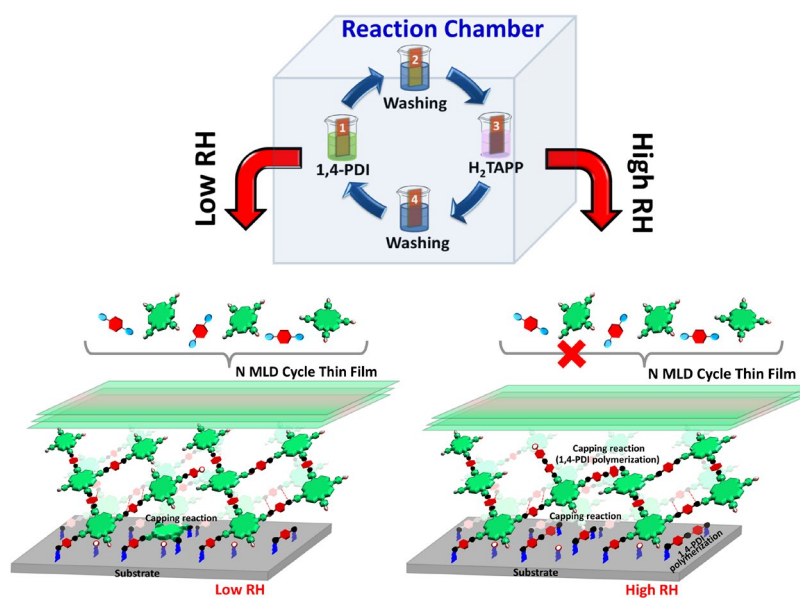 Reaction Chamber
2
Washing
1
3
1,4-PDI
H₂TAPP
4
Washing
Low RH
High RH
N MLD Cycle Thin Film
N MLD Cycle Thin Film
Capping reaction
Substrate
Low RH
Capping reaction
(1,4-PDI polymerization)
Capping reaction
1,4-PDI
polymerization
Substrate
High RH